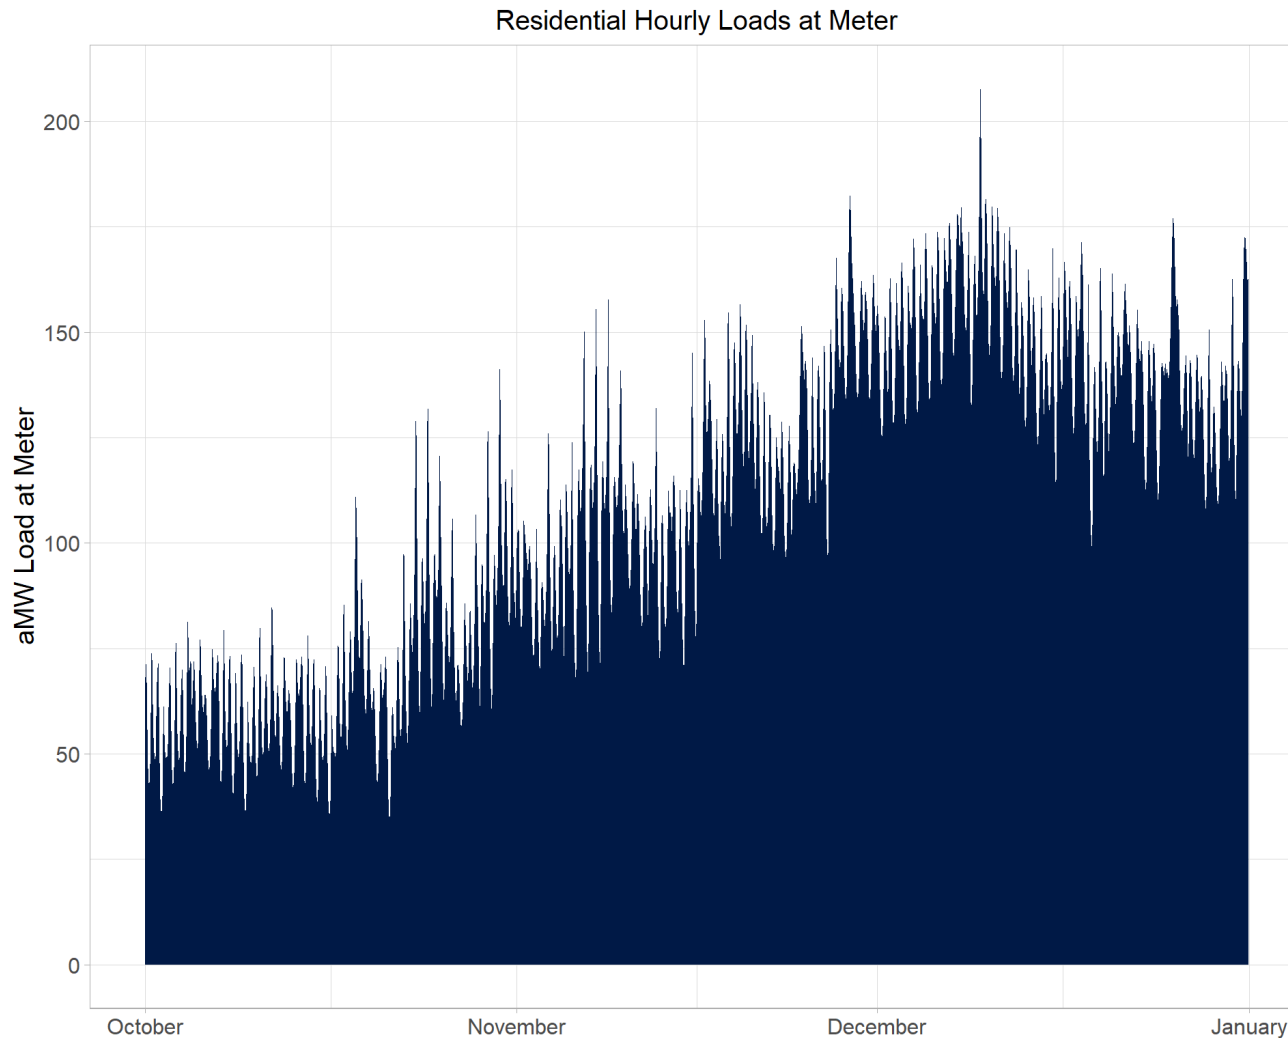 Residential Hourly Loads at Meter
aMW Load at Meter
200
150
100
50
0
October November December January